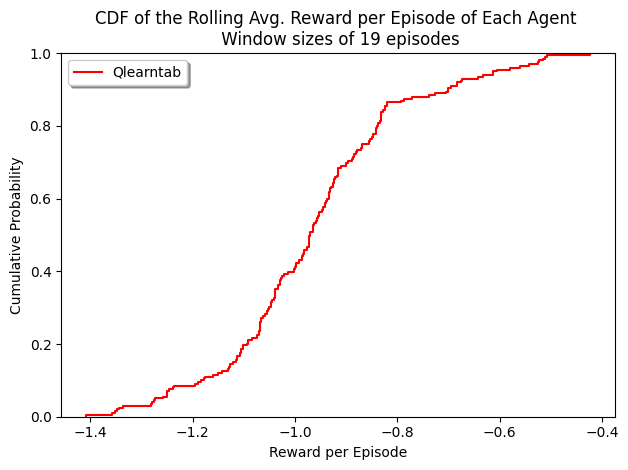 CDF of the Rolling Avg. Reward per Episode of Each Agent
Window sizes of 19 episodes
Qlearntab
Cumulative Probability
1.0
0.8
0.6
0.4
0.2
0.0
−1.4
−1.2
−1.0
−0.8
−0.6
−0.4
Reward per Episode